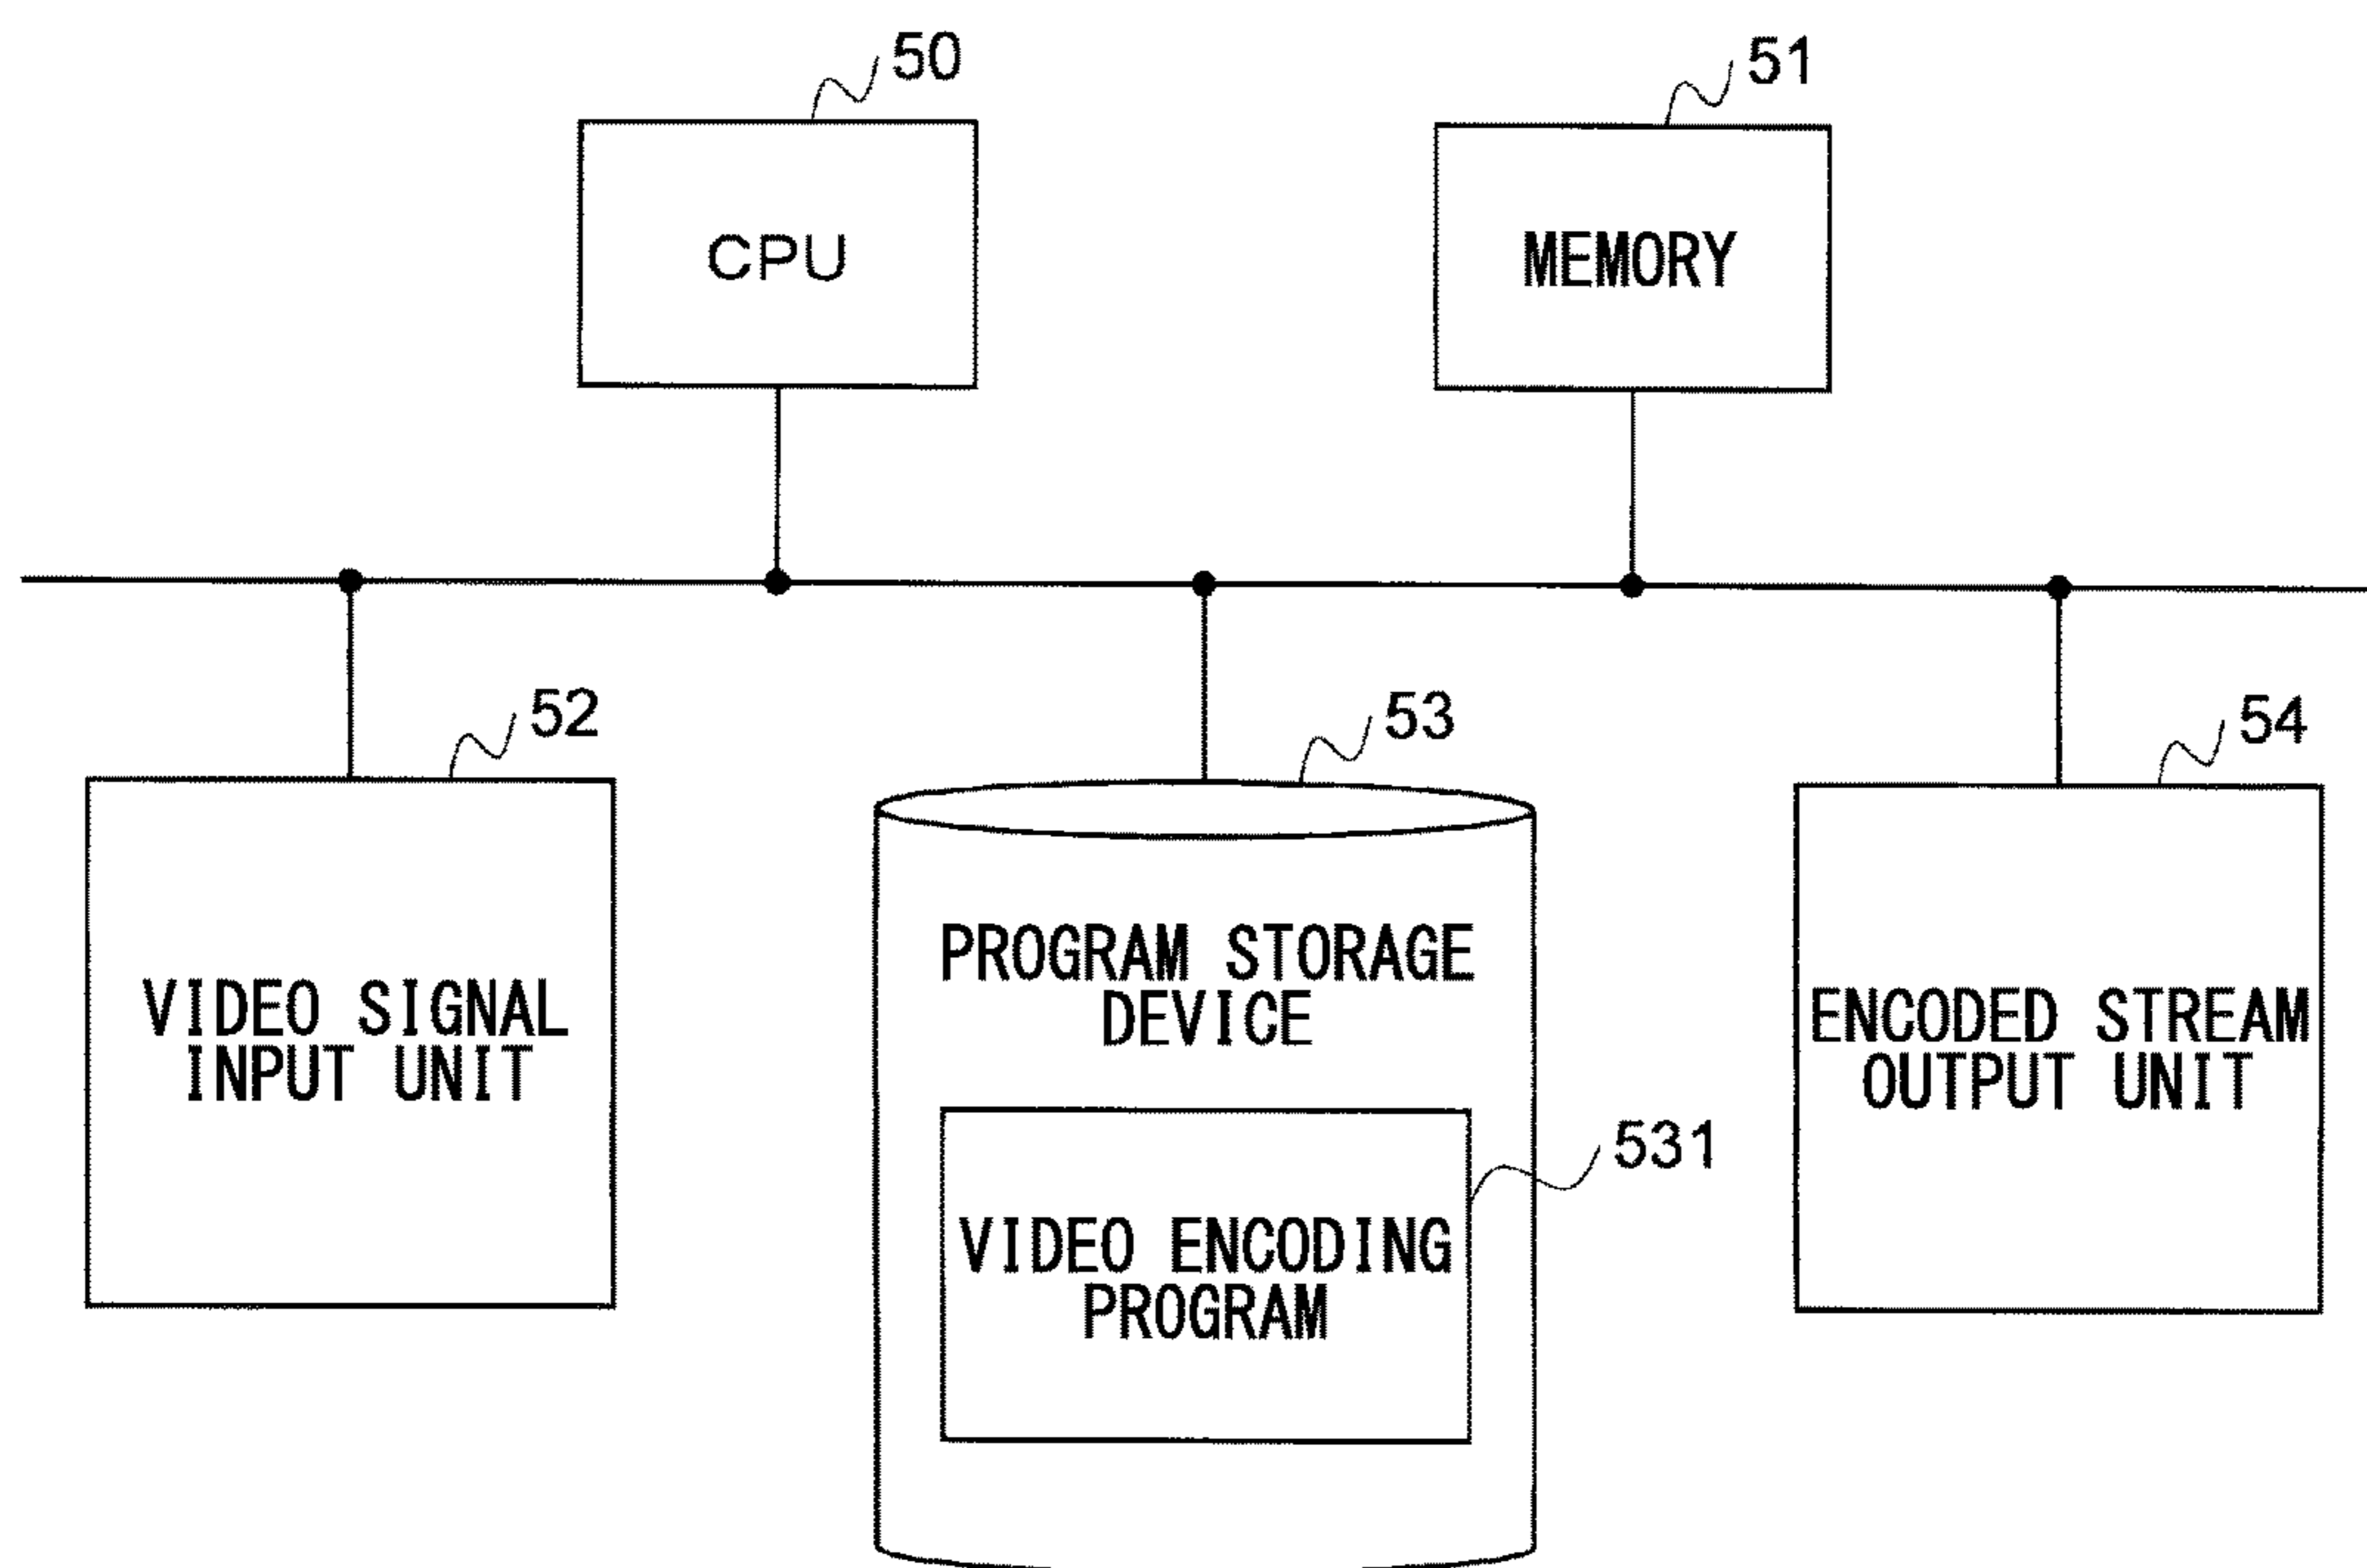 50
51
CPU
MEMORY
52
53
54
VIDEO SIGNAL
INPUT UNIT
PROGRAM STORAGE
DEVICE
ENCODED STREAM
OUTPUT UNIT
531
VIDEO ENCODING
PROGRAM